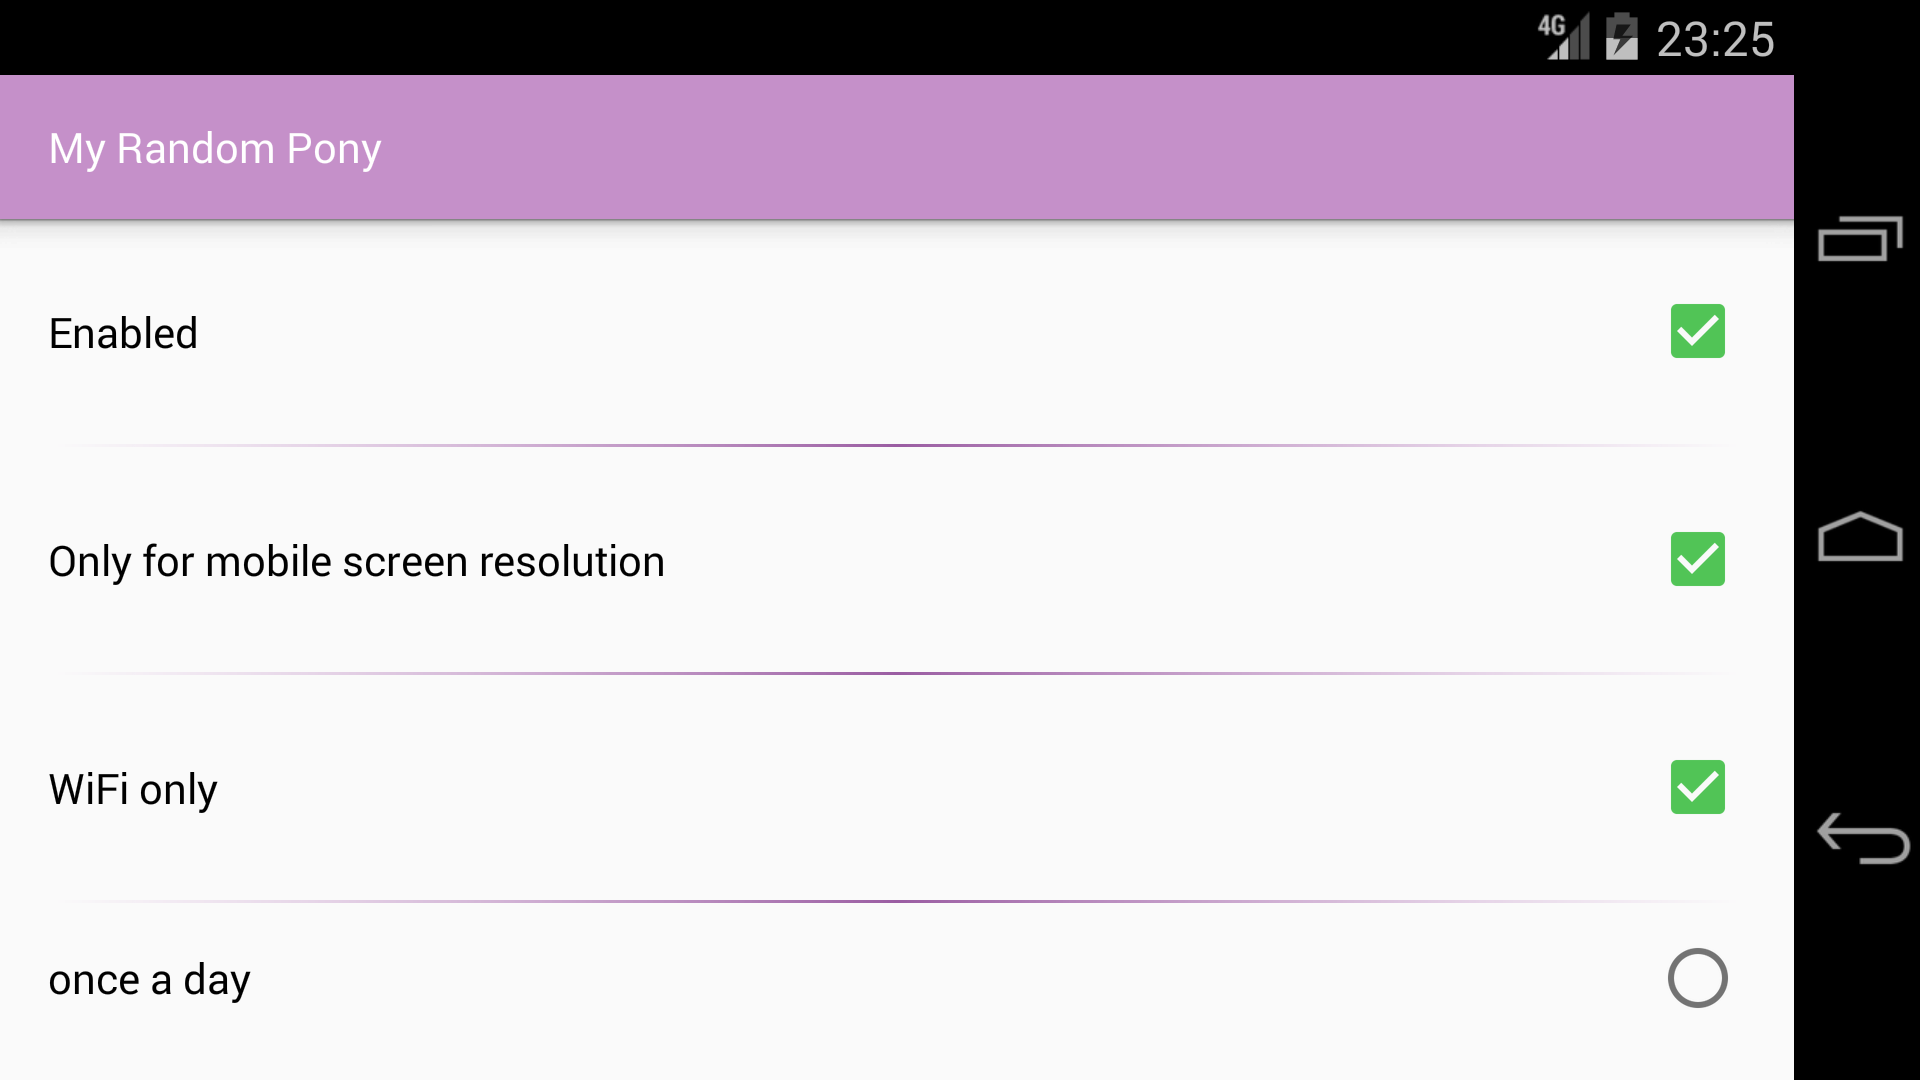 4G 23:25
My Random Pony
Enabled
Only for mobile screen resolution
WiFi only
once a day